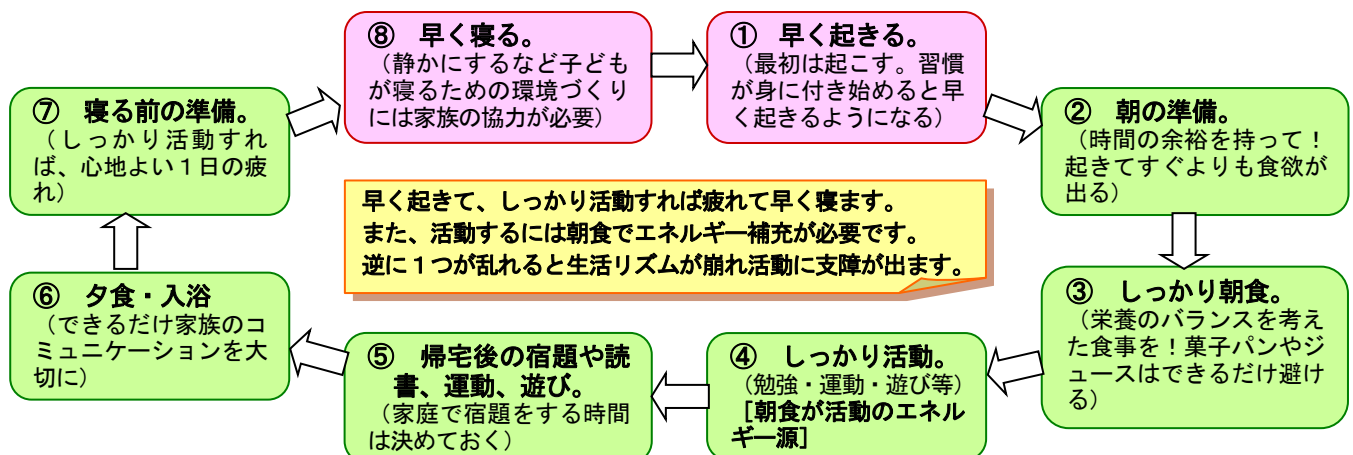 ⑧　早く寝る。
（静かにするなど子ども
が寝るための環境づくり
には家族の協力が必要）
①　早く起きる。
（最初は起こす。習慣
が身に付き始めると早
く起きるようになる）
②　朝の準備。
（時間の余裕を持って！
起きてすぐよりも食欲が
出る）
③　しっかり朝食。
（栄養のバランスを考え
た食事を！菓子パンやジ
ュースはできるだけ避け
る）
④　しっかり活動。
（勉強・運動・遊び等）
［朝食が活動のエネル
ギー源］
⑤　帰宅後の宿題や読
書、運動、遊び。
（家庭で宿題をする時間
は決めておく）
⑥　夕食・入浴
（できるだけ家族のコ
ミュニケーションを大
切に）
⑦　寝る前の準備。
（しっかり活動すれ
ば、心地よい１日の疲
れ）
早く起きて、しっかり活動すれば疲れて早く寝ます。
また、活動するには朝食でエネルギー補充が必要です。
逆に１つが乱れると生活リズムが崩れ活動に支障が出ます。